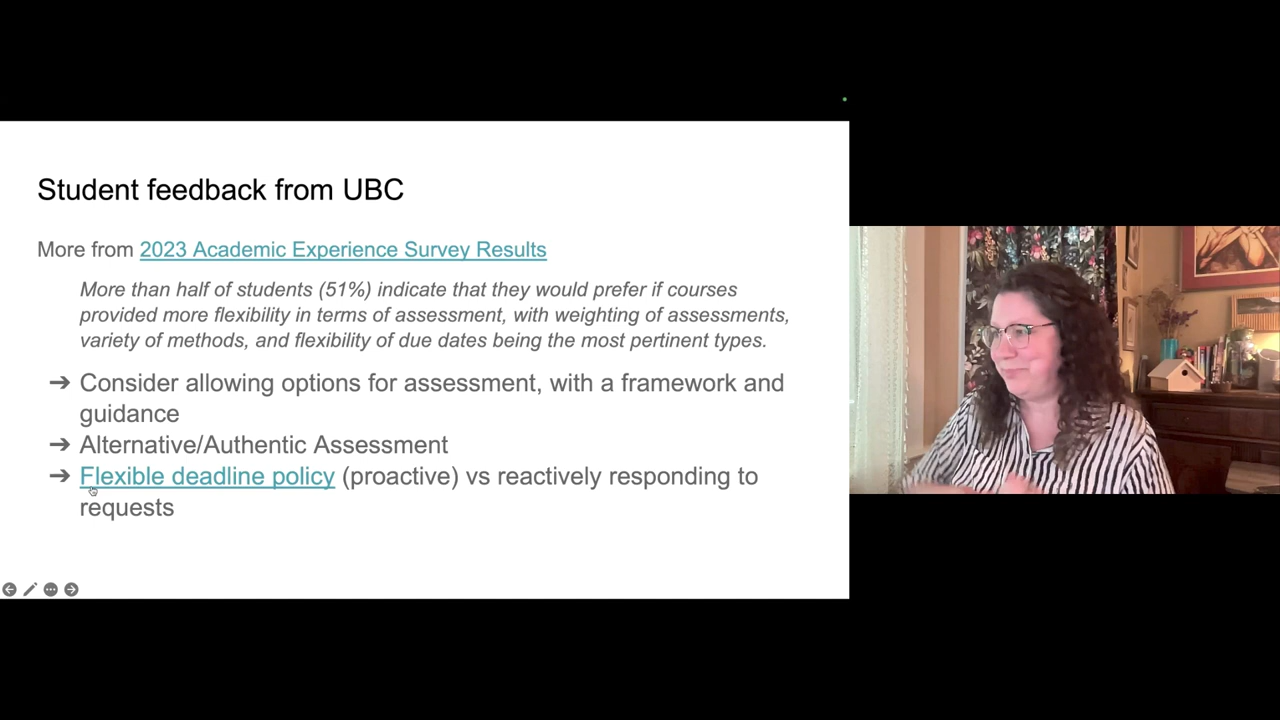 Student feedback from UBC
More from 2023 Academic Experience Survey Results
More than half of students (51%) indicate that they would prefer if courses
provided more flexibility in terms of assessment, with weighting of assessments,
variety of methods, and flexibility of due dates being the most pertinent types.
➔ Consider allowing options for assessment, with a framework and
guidance
➔ Alternative/Authentic Assessment
➔ Flexible deadline policy (proactive) vs reactively responding to
requests